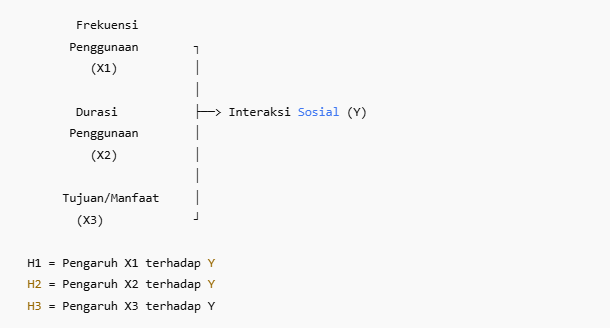 Frekuensi
Penggunaan
(X1)
Durasi
Penggunaan
(X2)
Interaksi Sosial (Y)
Tujuan/Manfaat
(X3)
H1 = Pengaruh X1 terhadap Y
H2 = Pengaruh X2 terhadap Y
H3 = Pengaruh X3 terhadap Y